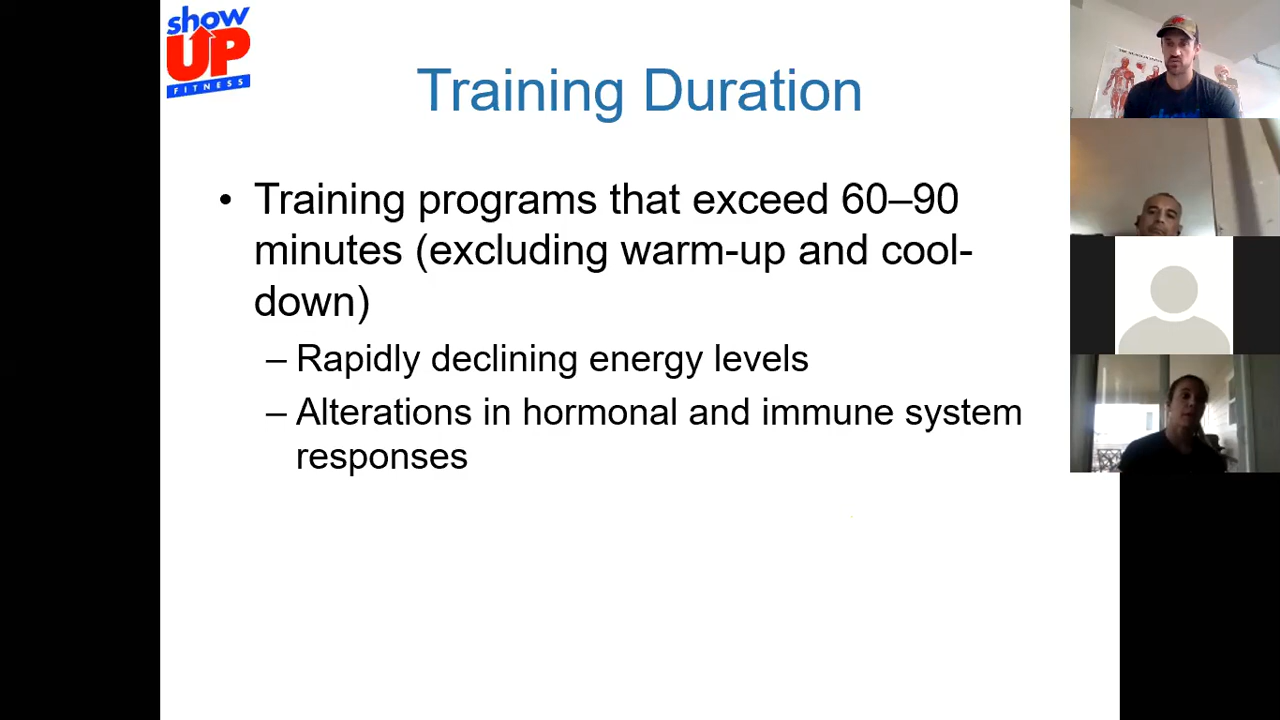 show
UP
FITNESS
Training Duration
• Training programs that exceed 60–90
minutes (excluding warm-up and cool-
down)
– Rapidly declining energy levels
– Alterations in hormonal and immune system
responses